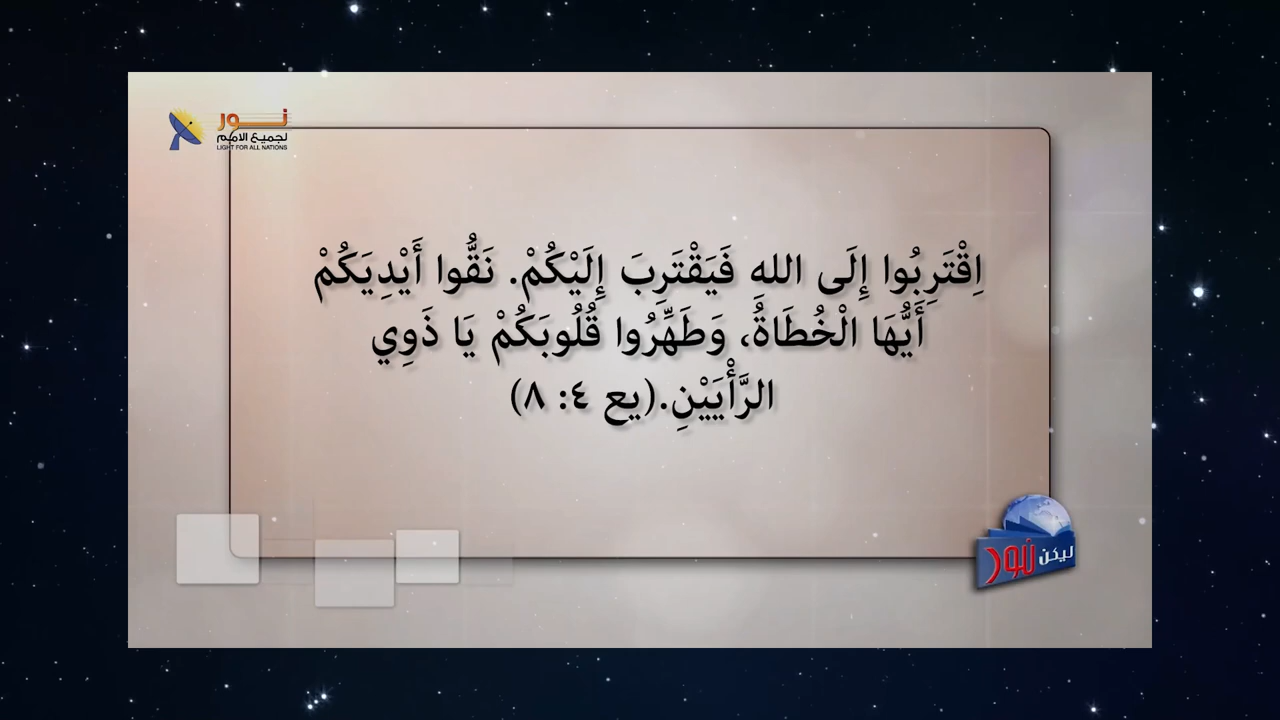 نور
لجميع الامم
LIGHT FOR ALL NATIONS
اِقْتَرِبُوا إِلَى الله فَيَقْتَرِبَ إِلَيْكُمْ. نَقُّوا أَيْدِيَكُمْ
أَيُّهَا الْخُطَاةُ، وَطَهِّرُوا قُلُوبَكُمْ يَا ذَوِي
الرَّأْيَيْنِ.(يع ٤: ٨)
ليكن نور